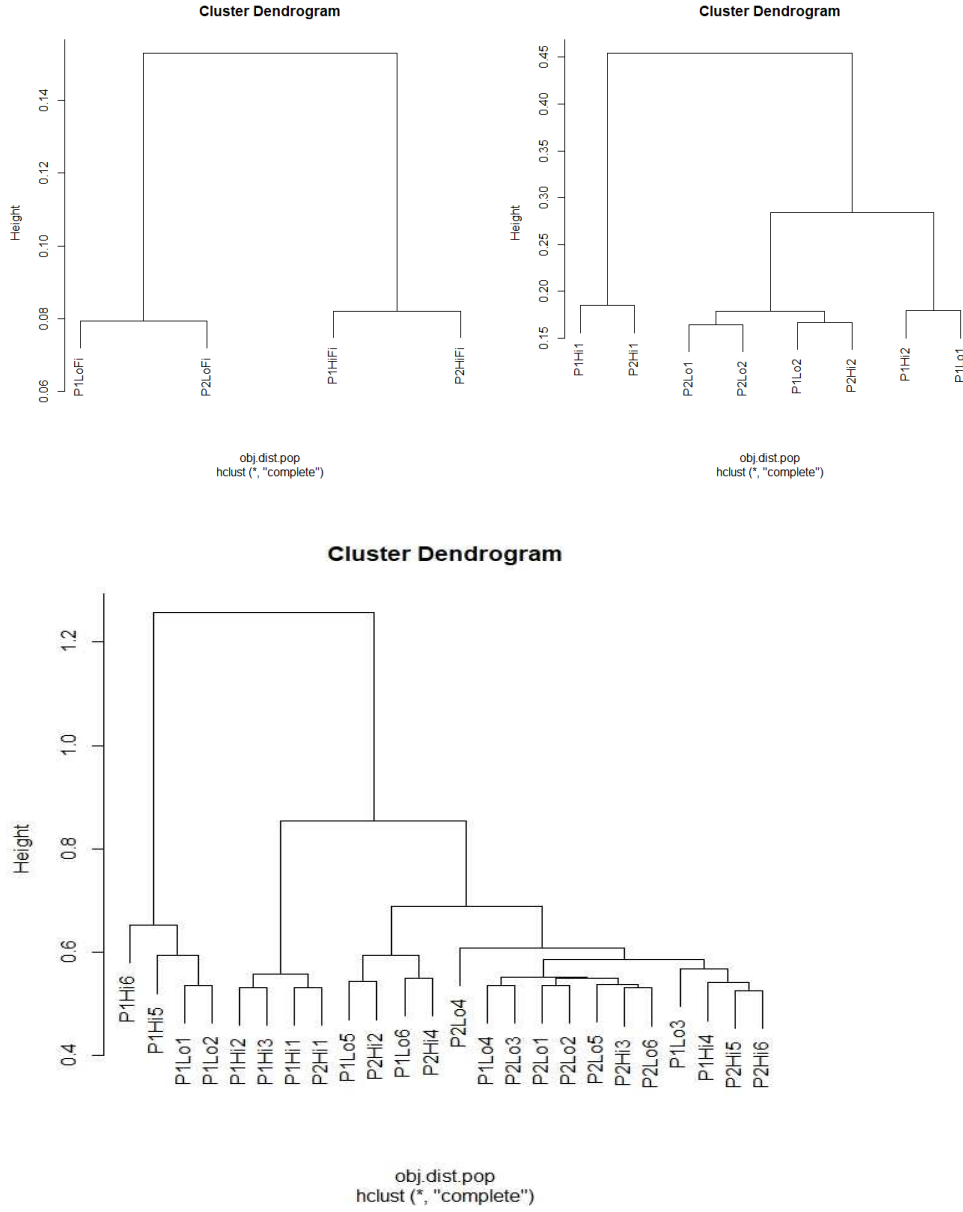 Cluster Dendrogram
Height
0.14
0.12
0.10
0.08
0.06
P1LoFi
P2LoFi
P1HiFi
P2HiFi
obj.dist.pop
hclust (*, "complete")
Cluster Dendrogram
Height
0.45
0.40
0.35
0.30
0.25
0.20
0.15
P1Hi1
P2Hi1
P2Lo1
P2Lo2
P1Lo2
P2Hi2
P1Hi2
P1Lo1
obj.dist.pop
hclust (*, "complete")
Cluster Dendrogram
Height
1.2
1.0
0.8
0.6
0.4
P1Hi6
P1Hi5
P1Lo1
P1Lo2
P1Hi2
P1Hi3
P1Hi1
P2Hi1
P1Lo5
P2Hi2
P1Lo6
P2Hi4
P2Lo4
P1Lo4
P2Lo3
P2Lo1
P2Lo2
P2Lo5
P2Hi3
P2Lo6
P1Lo3
P1Hi4
P2Hi5
P2Hi6
obj.dist.pop
hclust (*, "complete")